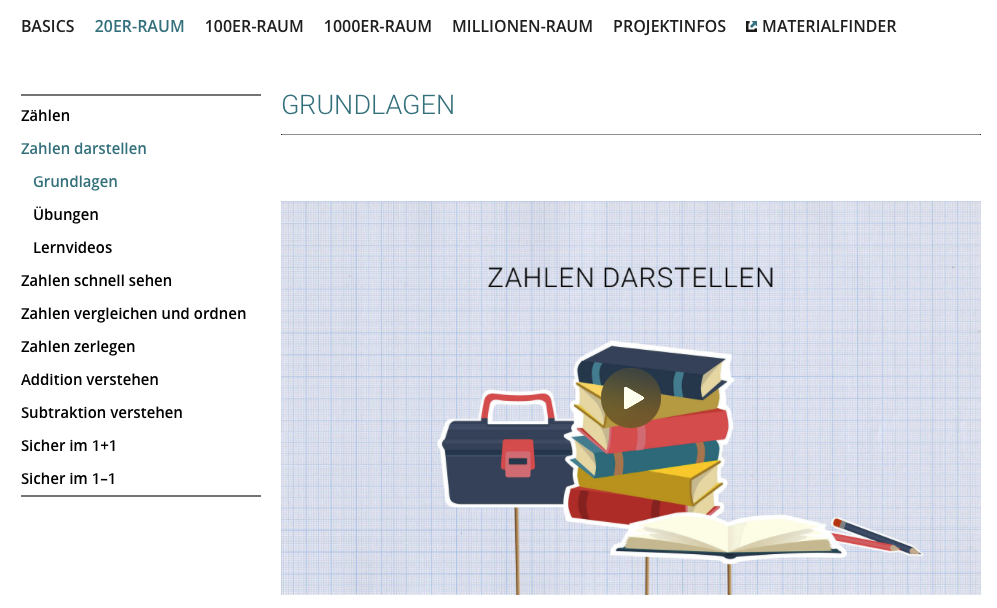 BASICS 20ER-RAUM 100ER-RAUM 1000ER-RAUM MILLIONEN-RAUM PROJEKTINFOS MATERIALFINDER
Zählen
Zahlen darstellen
Grundlagen
Übungen
Lernvideos
Zahlen schnell sehen
Zahlen vergleichen und ordnen
Zahlen zerlegen
Addition verstehen
Subtraktion verstehen
Sicher im 1+1
Sicher im 1–1
GRUNDLAGEN
ZAHLEN DARSTELLEN